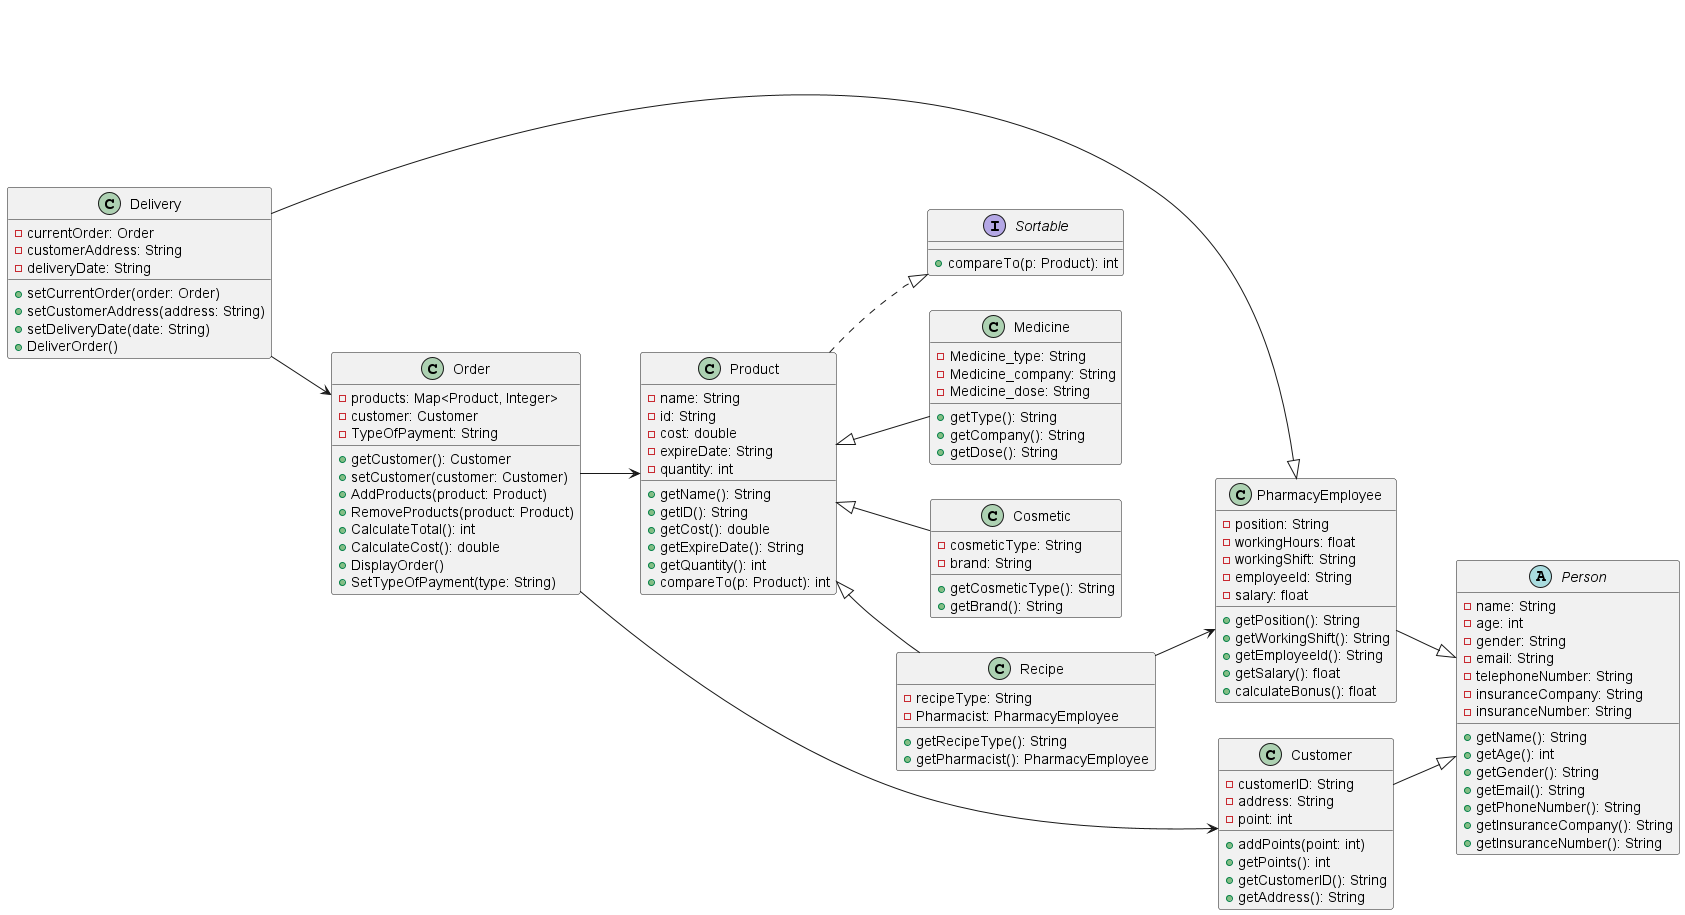 C Delivery
currentOrder: Order
customerAddress: String
deliveryDate: String
setCurrentOrder(order: Order)
setCustomerAddress(address: String)
setDeliveryDate(date: String)
DeliverOrder()
C Order
products: Map<Product, Integer>
customer: Customer
TypeOfPayment: String
getCustomer(): Customer
setCustomer(customer: Customer)
AddProducts(product: Product)
RemoveProducts(product: Product)
CalculateTotal(): int
CalculateCost(): double
DisplayOrder()
SetTypeOfPayment(type: String)
C Product
name: String
id: String
cost: double
expireDate: String
quantity: int
getName(): String
getID(): String
getCost(): double
getExpireDate(): String
getQuantity(): int
compareTo(p: Product): int
I Sortable
compareTo(p: Product): int
C Medicine
Medicine_type: String
Medicine_company: String
Medicine_dose: String
getType(): String
getCompany(): String
getDose(): String
C Cosmetic
cosmeticType: String
brand: String
getCosmeticType(): String
getBrand(): String
C Recipe
recipeType: String
Pharmacist: PharmacyEmployee
getRecipeType(): String
getPharmacist(): PharmacyEmployee
C PharmacyEmployee
position: String
workingHours: float
workingShift: String
employeeId: String
salary: float
getPosition(): String
getWorkingShift(): String
getEmployeeId(): String
getSalary(): float
calculateBonus(): float
C Customer
customerID: String
address: String
point: int
addPoints(point: int)
getPoints(): int
getCustomerID(): String
getAddress(): String
A Person
name: String
age: int
gender: String
email: String
telephoneNumber: String
insuranceCompany: String
insuranceNumber: String
getName(): String
getAge(): int
getGender(): String
getEmail(): String
getPhoneNumber(): String
getInsuranceCompany(): String
getInsuranceNumber(): String